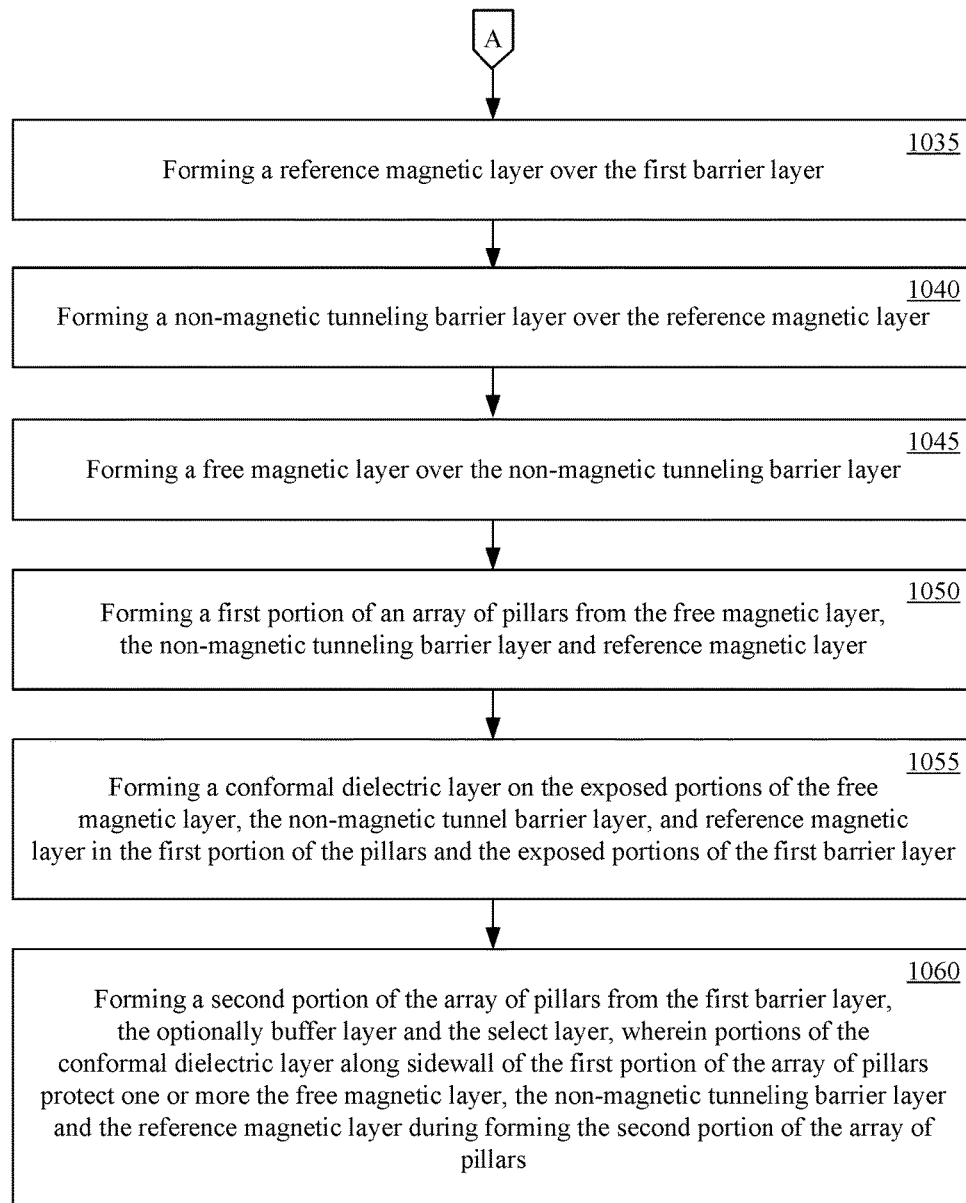 A
1035
Forming a reference magnetic layer over the first barrier layer
1040
Forming a non-magnetic tunneling barrier layer over the reference magnetic layer
1045
Forming a free magnetic layer over the non-magnetic tunneling barrier layer
1050
Forming a first portion of an array of pillars from the free magnetic layer,
the non-magnetic tunneling barrier layer and reference magnetic layer
1055
Forming a conformal dielectric layer on the exposed portions of the free
magnetic layer, the non-magnetic tunnel barrier layer, and reference magnetic
layer in the first portion of the pillars and the exposed portions of the first barrier layer
1060
Forming a second portion of the array of pillars from the first barrier layer,
the optionally buffer layer and the select layer, wherein portions of the
conformal dielectric layer along sidewall of the first portion of the array of pillars
protect one or more the free magnetic layer, the non-magnetic tunneling barrier layer
and the reference magnetic layer during forming the second portion of the array of
pillars